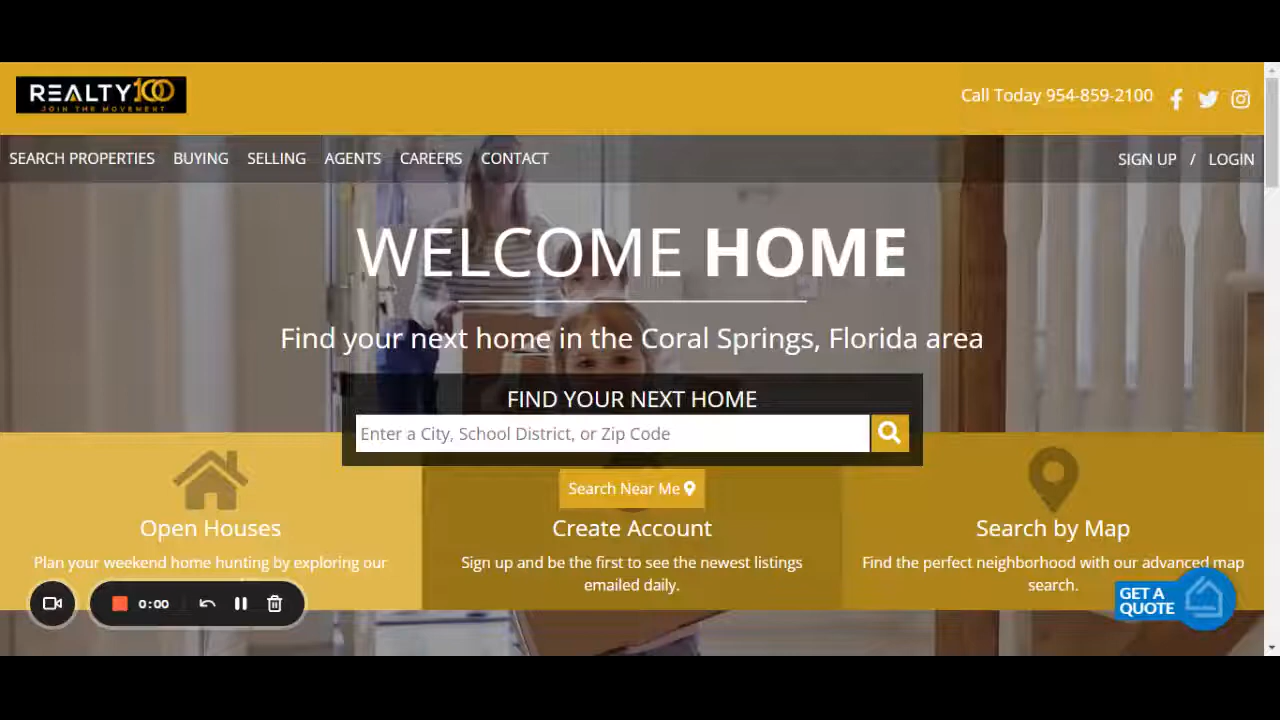 REALTY100
JOIN THE MOVEMENT
Call Today 954-859-2100
SEARCH PROPERTIES BUYING SELLING AGENTS CAREERS CONTACT
SIGN UP / LOGIN
WELCOME HOME
Find your next home in the Coral Springs, Florida area
FIND YOUR NEXT HOME
Enter a City, School District, or Zip Code
Search Near Me
Open Houses
Plan your weekend home hunting by exploring our
Create Account
Sign up and be the first to see the newest listings
emailed daily.
Search by Map
Find the perfect neighborhood with our advanced map
search.
0:00
GET A
QUOTE